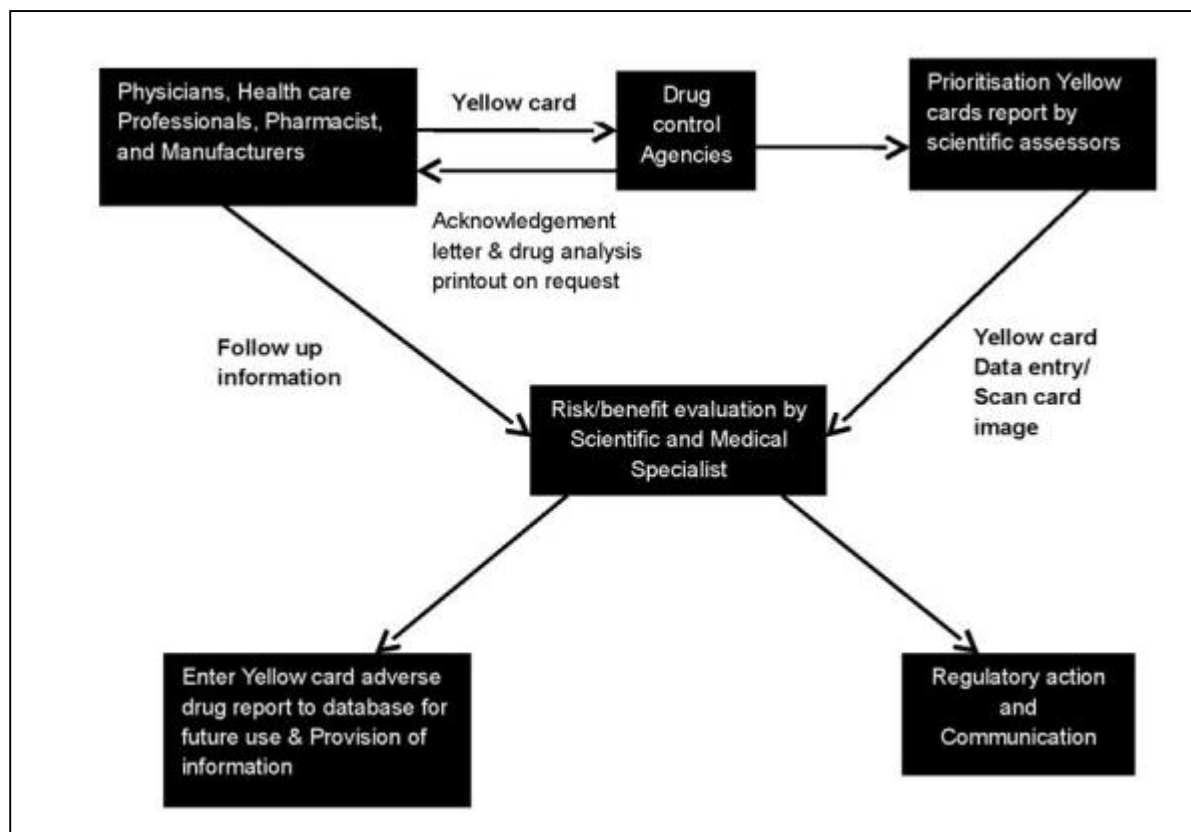 Physicians, Health care
Professionals, Pharmacist,
and Manufacturers
Yellow card
Drug
control
Agencies
Prioritisation Yellow
cards report by
scientific assessors
Acknowledgement
letter & drug analysis
printout on request
Follow up
information
Yellow card
Data entry/
Scan card
image
Risk/benefit evaluation by
Scientific and Medical
Specialist
Enter Yellow card adverse
drug report to database for
future use & Provision of
information
Regulatory action
and
Communication